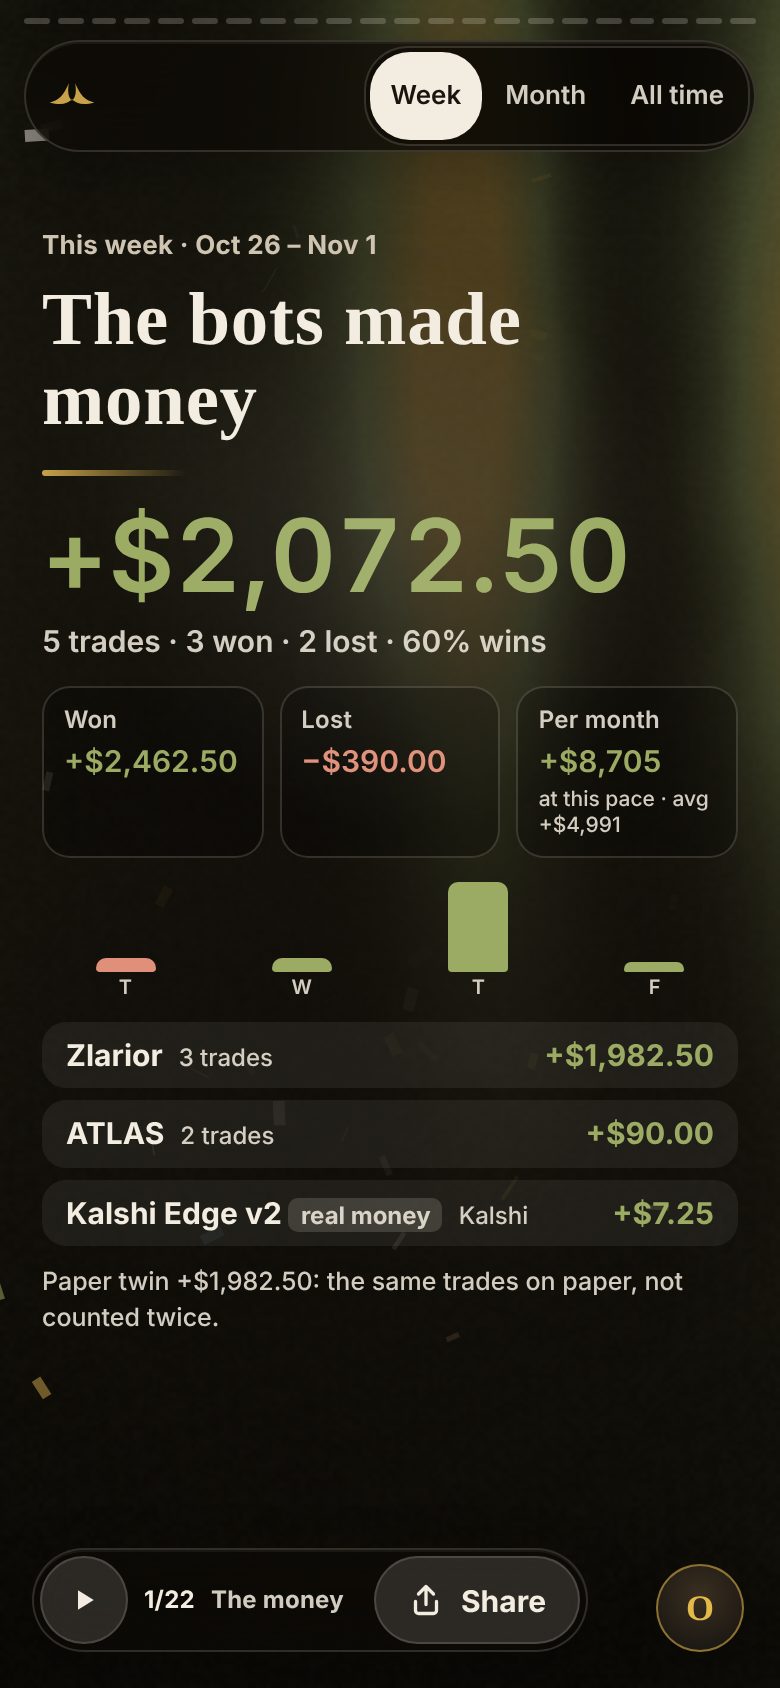 Week Month All time
This week · Oct 26 – Nov 1
The bots made
money
+$2,072.50
5 trades · 3 won · 2 lost · 60% wins
Won
+$2,462.50
Lost
−$390.00
Per month
+$8,705
at this pace · avg
+$4,991
T W T F
Zlarior 3 trades +$1,982.50
ATLAS 2 trades +$90.00
Kalshi Edge v2 real money Kalshi +$7.25
Paper twin +$1,982.50: the same trades on paper, not
counted twice.
1/22 The money Share O